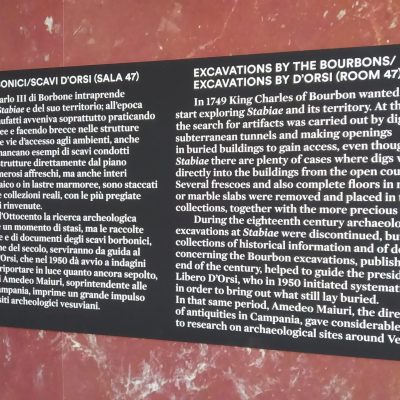 ONICI/SCAVI D'ORSI (SALA 47)
arlo III di Borbone intraprende
Stabiae e del suo territorio; all'epoca
ufatti avveniva soprattutto praticando
ee e facendo brecce nelle strutture
e vie d'accesso agli ambienti, anche
mancano esempi di scavi condotti
strutture direttamente dal piano
merosi affreschi, ma anche interi
aico o in lastre marmoree, sono staccati
e collezioni reali, con le più pregiate
i rinvenute.
l'Ottocento la ricerca archeologica
e un momento di stasi, ma le raccolte
e e di documenti degli scavi borbonici,
ne del secolo, serviranno da guida al
D'Orsi, che nel 1950 dà avvio a indagini
riportare in luce quanto ancora sepolto,
i Amedeo Maiuri, soprintendente alle
ampania, imprime un grande impulso
siti archeologici vesuviani.
EXCAVATIONS BY THE BOURBONS/
EXCAVATIONS BY D'ORSI (ROOM 47)
In 1749 King Charles of Bourbon wanted
start exploring Stabiae and its territory. At th
the search for artifacts was carried out by dig
subterranean tunnels and making openings
in buried buildings to gain access, even thoug
Stabiae there are plenty of cases where digs w
directly into the buildings from the open cou
Several frescoes and also complete floors in m
or marble slabs were removed and placed in t
collections, together with the more precious
During the eighteenth century archaeolo
excavations at Stabiae were discontinued, bu
collections of historical information and of d
concerning the Bourbon excavations, publish
end of the century, helped to guide the presid
Libero D'Orsi, who in 1950 initiated systemat
in order to bring out what still lay buried.
In that same period, Amedeo Maiuri, the dire
of antiquities in Campania, gave considerable
to research on archaeological sites around Ve